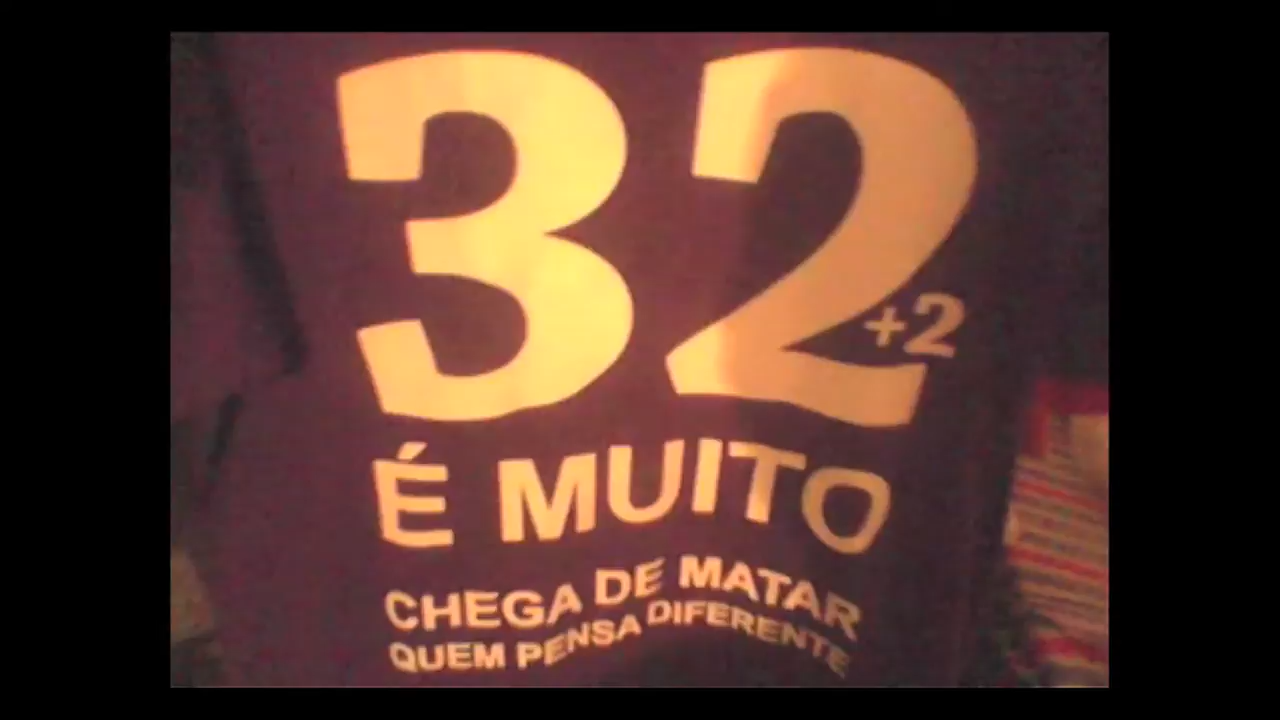 32
+2
É MUITO
CHEGA DE MATAR
QUEM PENSA DIFERENTE